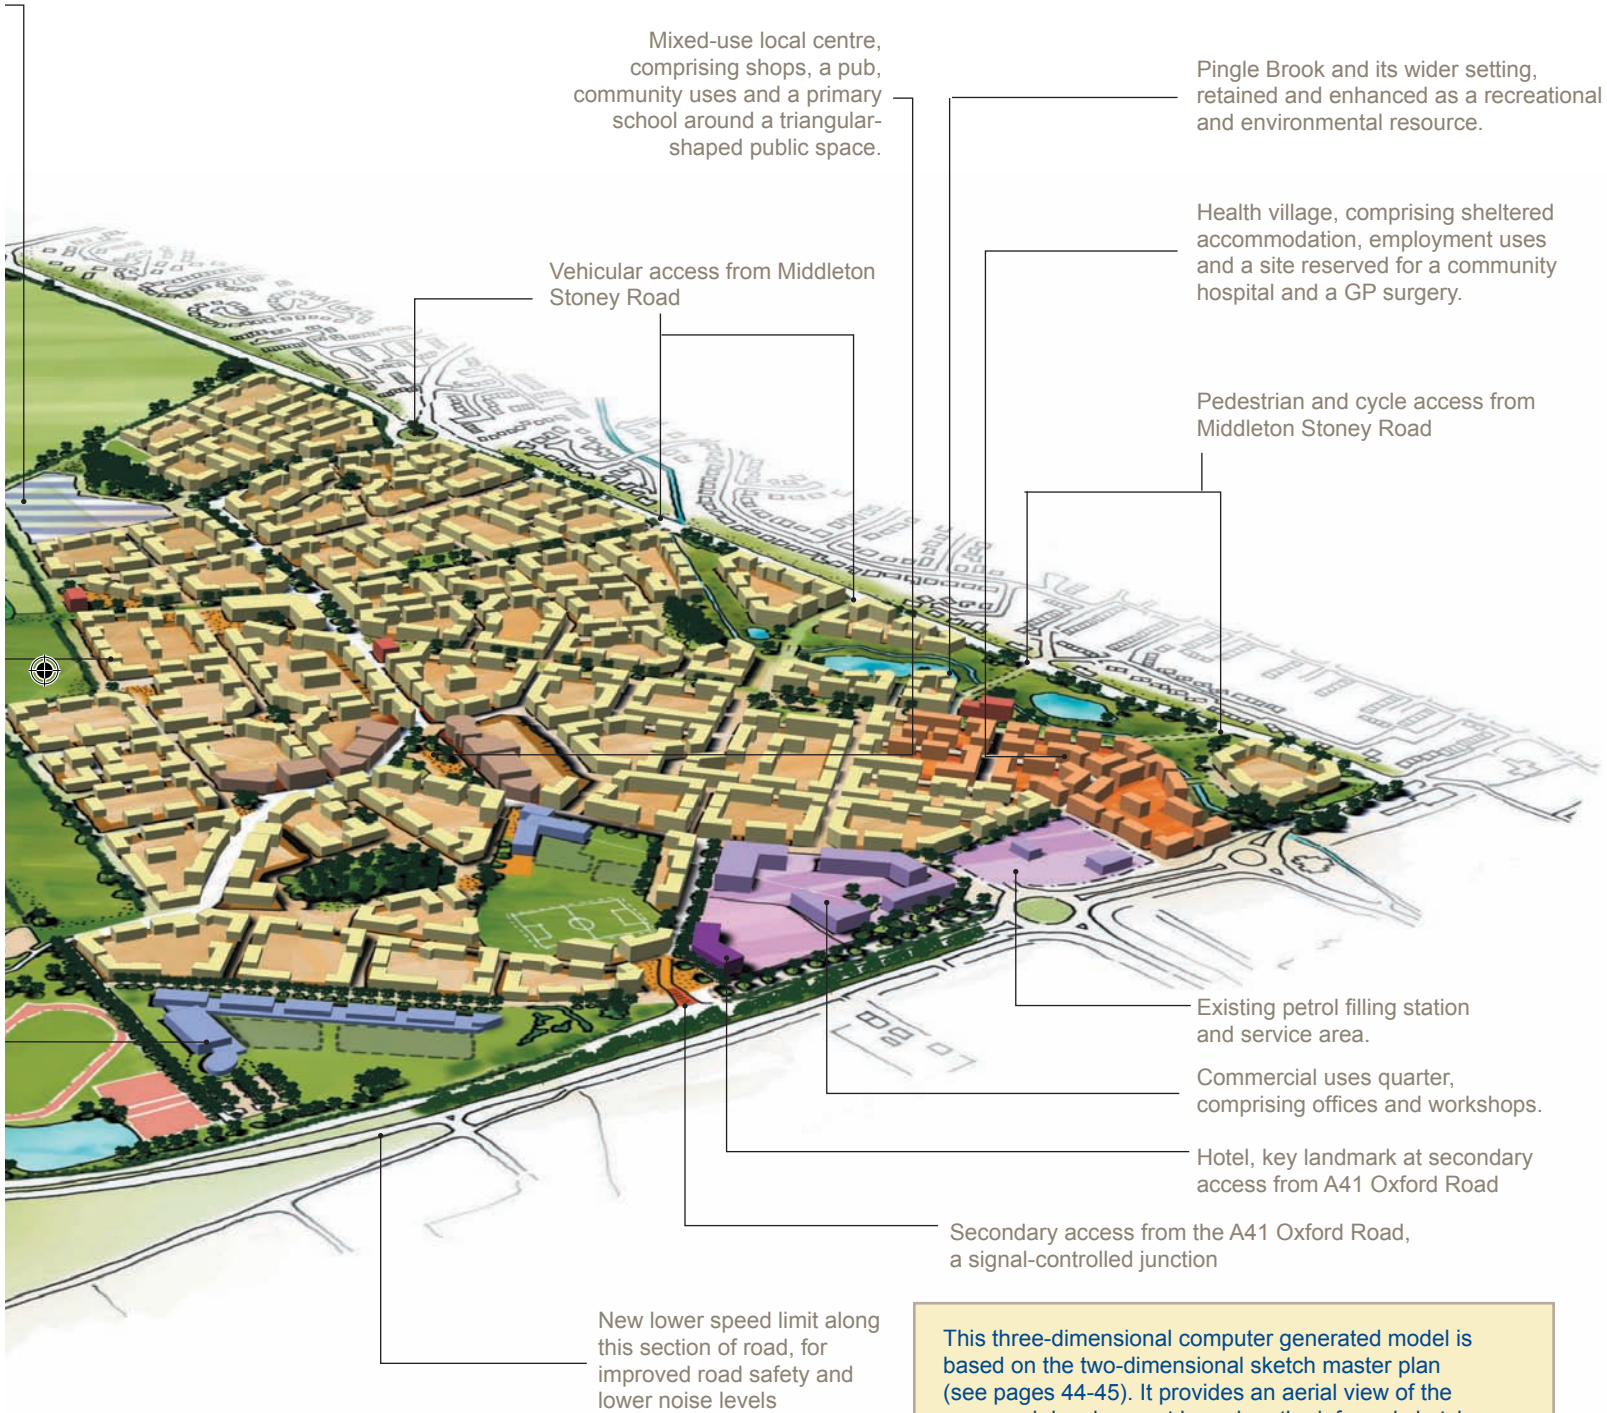 Mixed-use local centre,
comprising shops, a pub,
community uses and a primary
school around a triangular-
shaped public space.
Pingle Brook and its wider setting,
retained and enhanced as a recreational
and environmental resource.
Health village, comprising sheltered
accommodation, employment uses
and a site reserved for a community
hospital and a GP surgery.
Vehicular access from Middleton
Stoney Road
Pedestrian and cycle access from
Middleton Stoney Road
Existing petrol filling station
and service area.
Commercial uses quarter,
comprising offices and workshops.
Hotel, key landmark at secondary
access from A41 Oxford Road
Secondary access from the A41 Oxford Road,
a signal-controlled junction
New lower speed limit along
this section of road, for
improved road safety and
lower noise levels
This three-dimensional computer generated model is
based on the two-dimensional sketch master plan
(see pages 44-45). It provides an aerial view of the